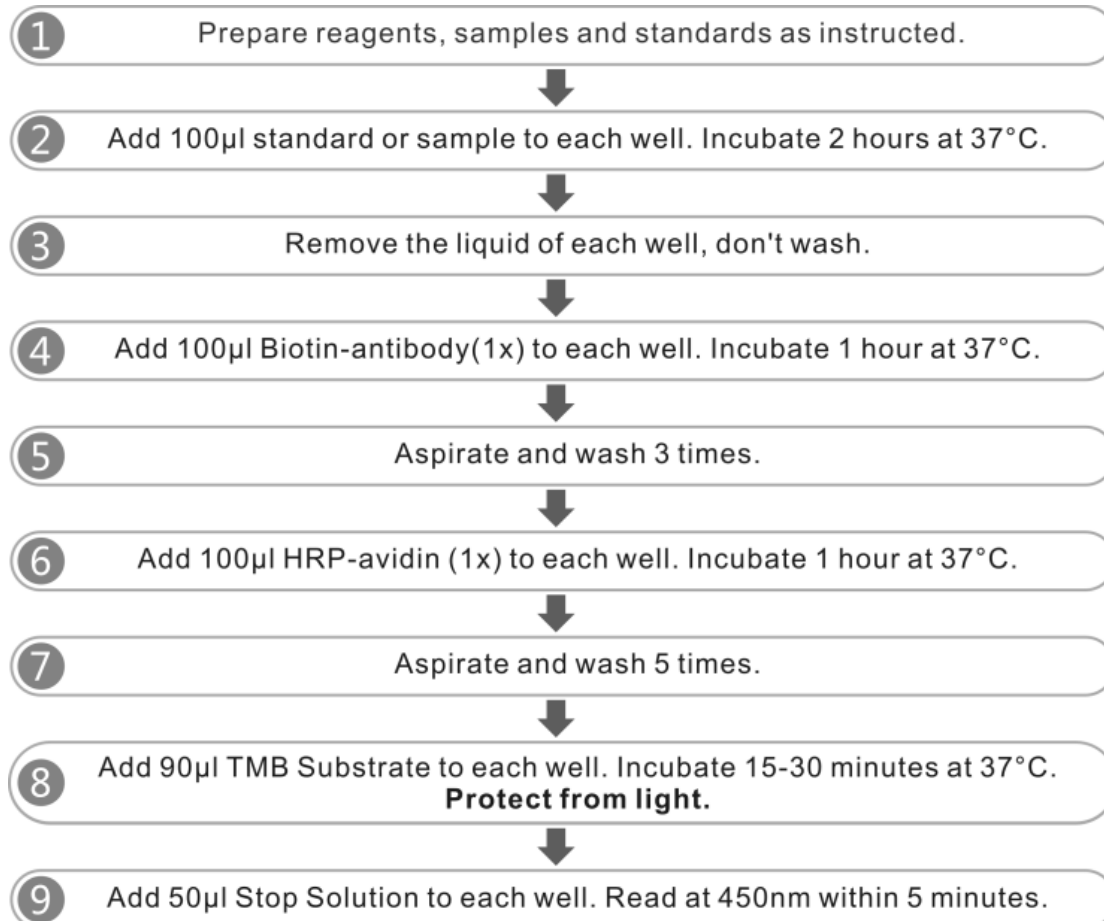 1 Prepare reagents, samples and standards as instructed.
2 Add 100μl standard or sample to each well. Incubate 2 hours at 37°C.
3 Remove the liquid of each well, don't wash.
4 Add 100μl Biotin-antibody(1x) to each well. Incubate 1 hour at 37°C.
5 Aspirate and wash 3 times.
6 Add 100μl HRP-avidin (1x) to each well. Incubate 1 hour at 37°C.
7 Aspirate and wash 5 times.
8 Add 90μl TMB Substrate to each well. Incubate 15-30 minutes at 37°C.
Protect from light.
9 Add 50μl Stop Solution to each well. Read at 450nm within 5 minutes.